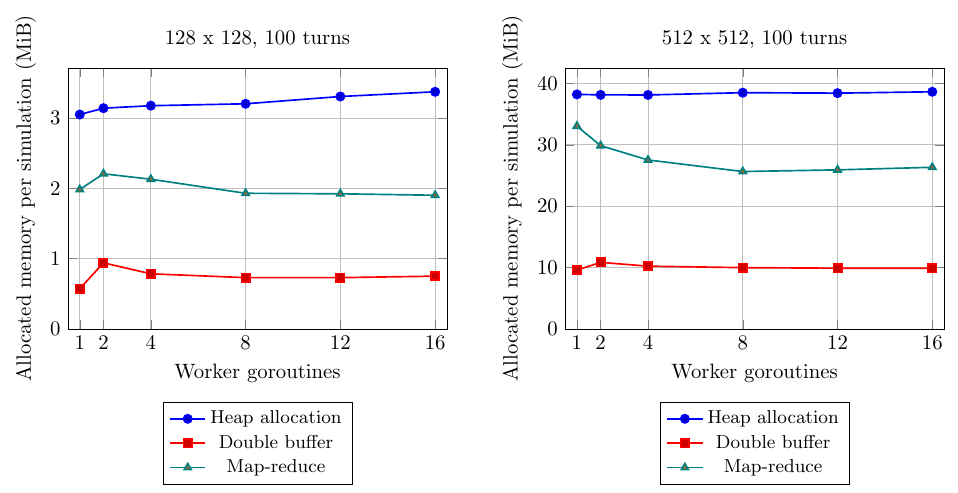 128 x 128, 100 turns
Allocated memory per simulation (MiB)
3
2
1
0
1 2 4 8 12 16
Worker goroutines
Heap allocation
Double buffer
Map-reduce
512 x 512, 100 turns
Allocated memory per simulation (MiB)
40
30
20
10
0
1 2 4 8 12 16
Worker goroutines
Heap allocation
Double buffer
Map-reduce